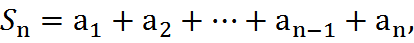 Sₙ = a₁ + a₂ + ⋯ + aₙ₋₁ + aₙ,